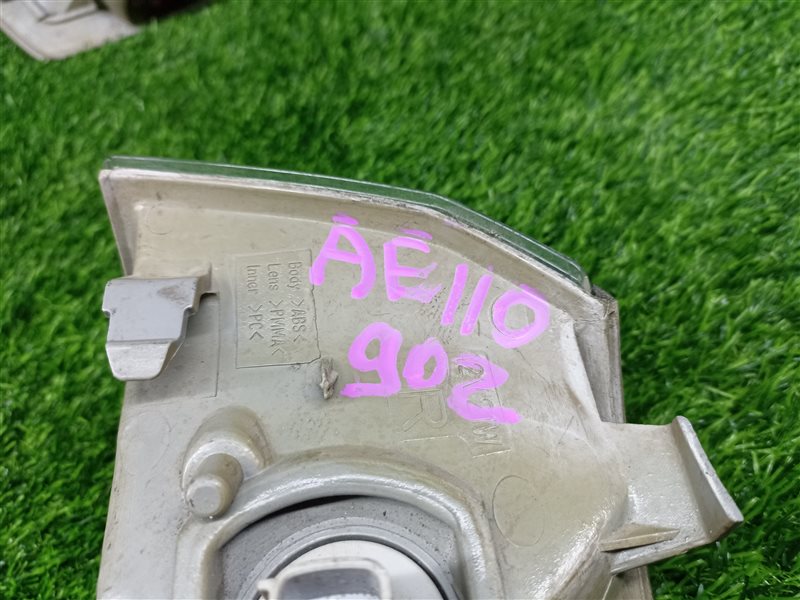 AE110
902
Body >ABS<
Lens >PMMA<
Inner >PC<
R